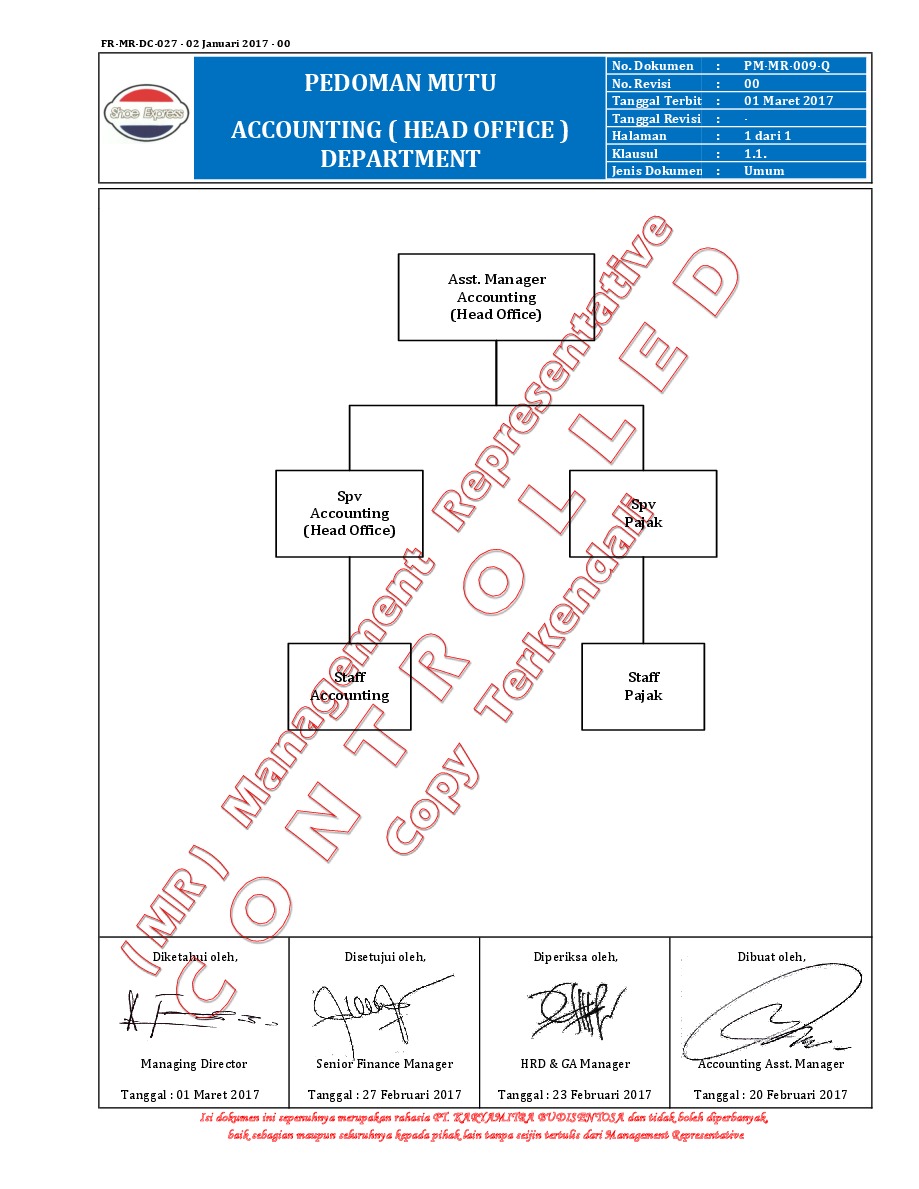 FR-MR-DC-027 - 02 Januari 2017 - 00
Shoe Express
PEDOMAN MUTU
ACCOUNTING ( HEAD OFFICE )
DEPARTMENT
No. Dokumen : PM-MR-009-Q
No. Revisi : 00
Tanggal Terbit : 01 Maret 2017
Tanggal Revisi : -
Halaman : 1 dari 1
Klausul : 1.1.
Jenis Dokumen : Umum
Asst. Manager
Accounting
(Head Office)
Spv
Accounting
(Head Office)
Spv
Pajak
Staff
Accounting
Staff
Pajak
(MR) Management Representative
CONTROLLED
Copy Terkendali
Diketahui oleh,
Managing Director
Tanggal : 01 Maret 2017
Disetujui oleh,
Senior Finance Manager
Tanggal : 27 Februari 2017
Diperiksa oleh,
HRD & GA Manager
Tanggal : 23 Februari 2017
Dibuat oleh,
Accounting Asst. Manager
Tanggal : 20 Februari 2017
Isi dokumen ini sepenuhnya merupakan rahasia PT. KARYAMITRA BUDISENTOSA dan tidak boleh diperbanyak,
baik sebagian maupun seluruhnya kepada pihak lain tanpa seijin tertulis dari Management Representative